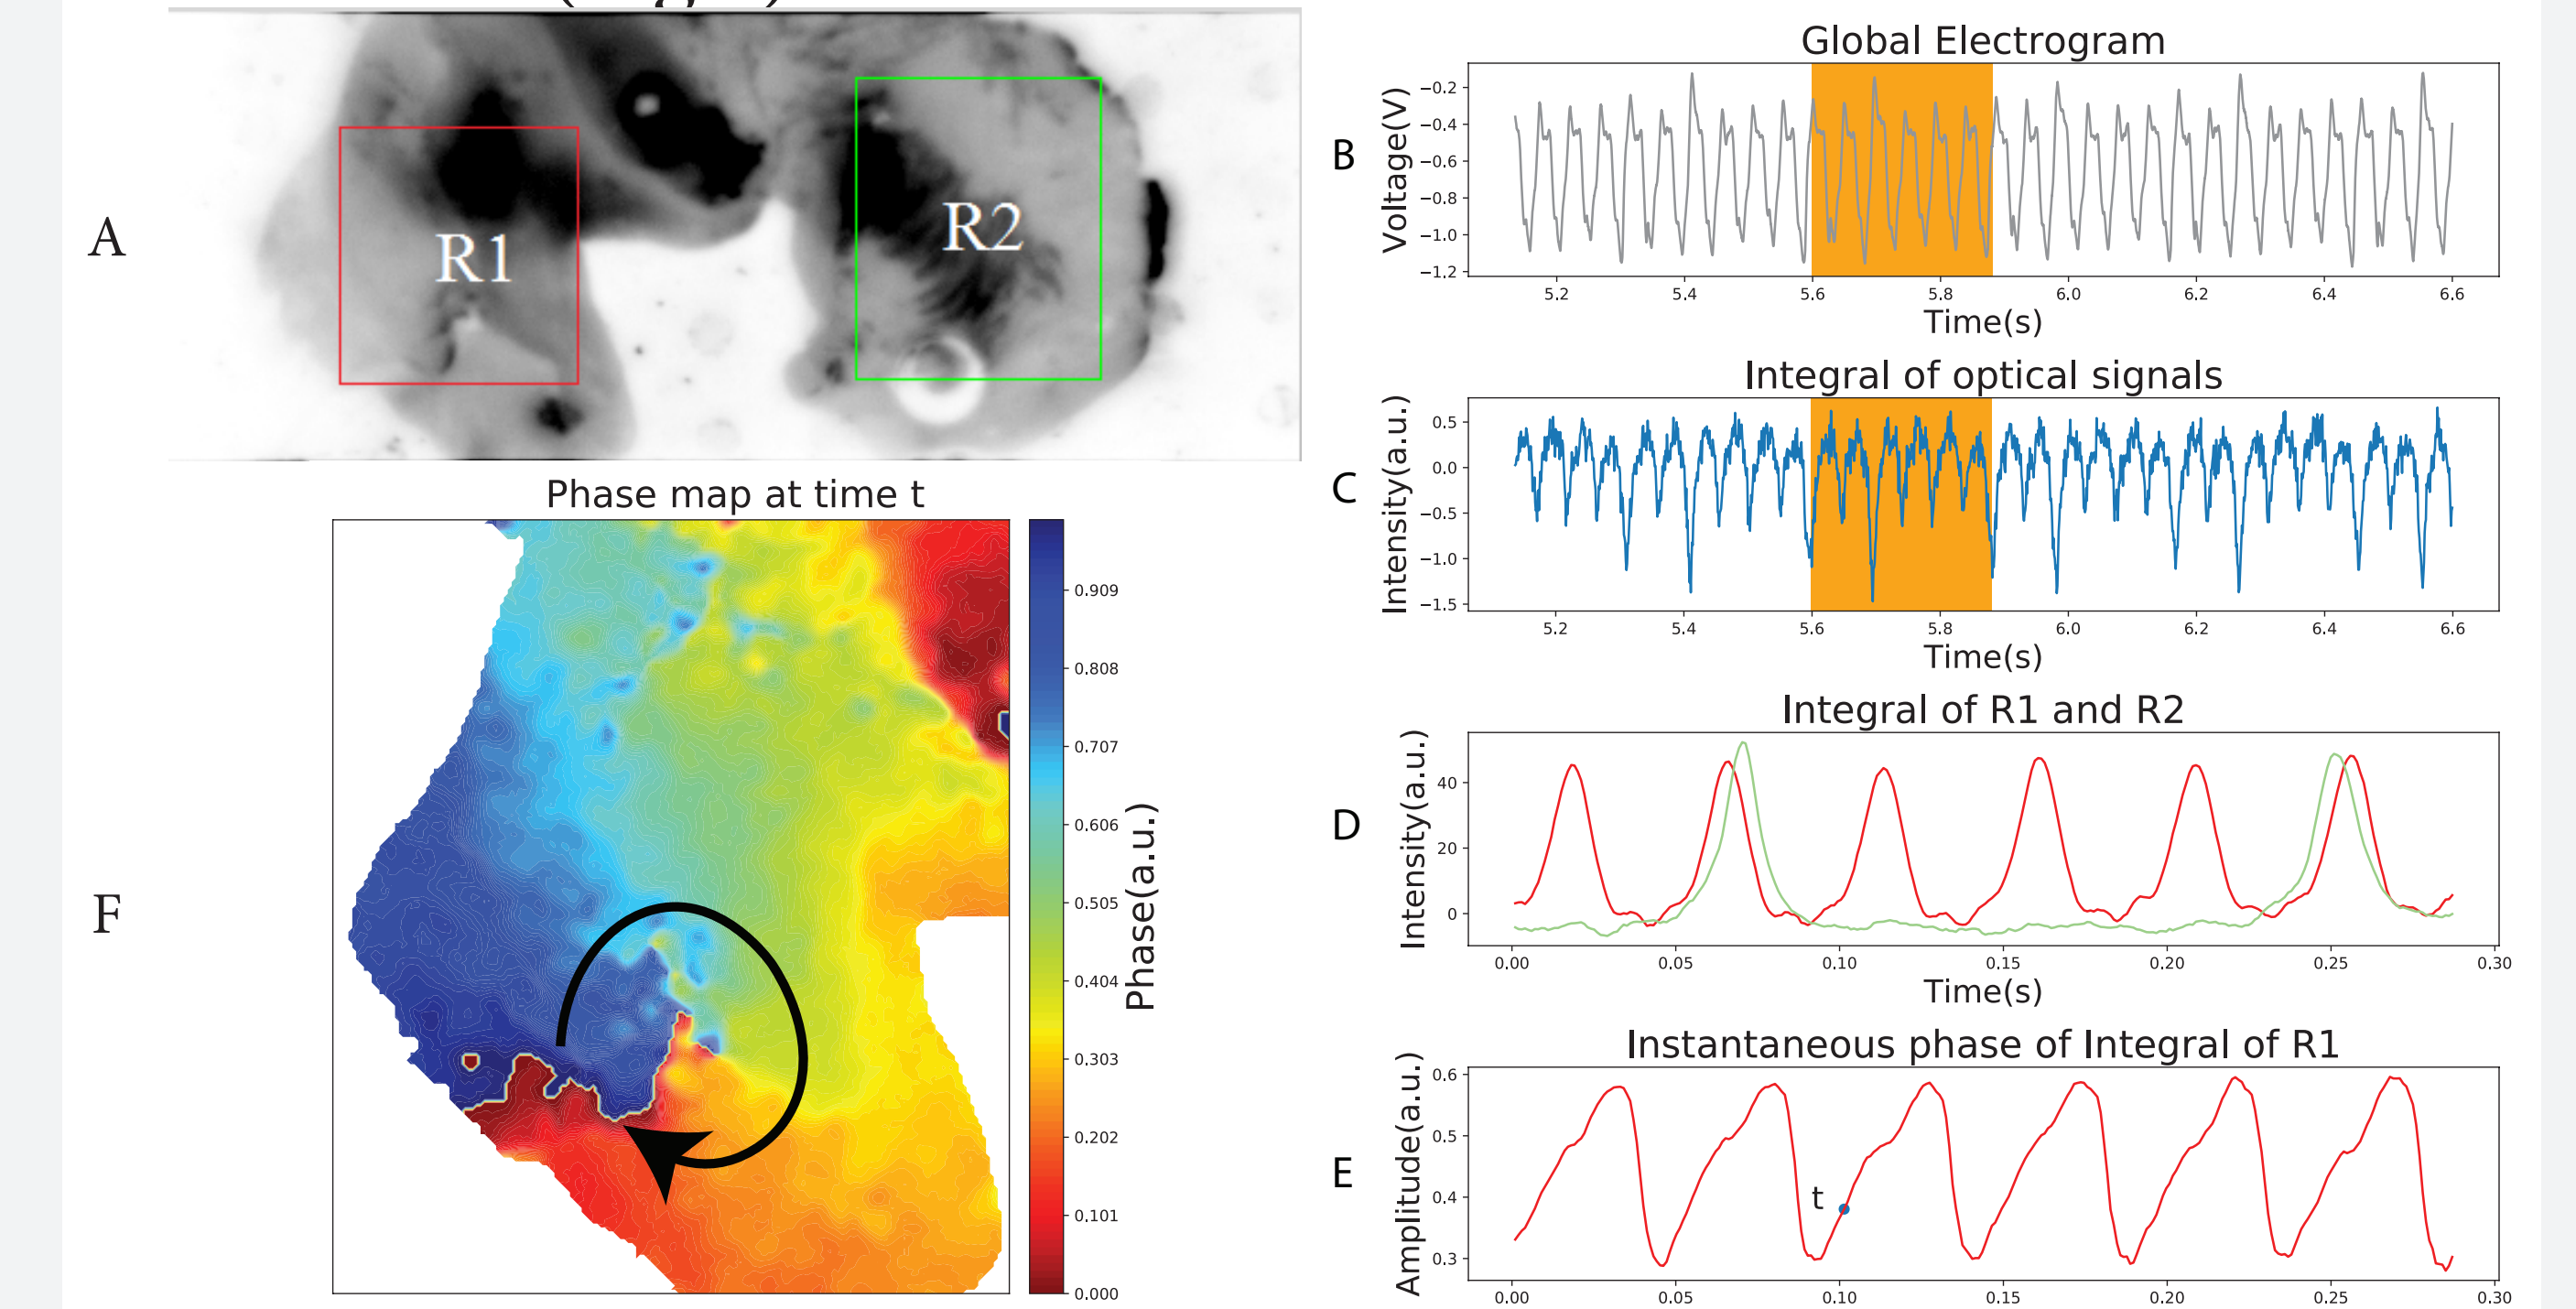 A
R1
R2
Global Electrogram
B
Voltage(V)
−0.2
−0.4
−0.6
−0.8
−1.0
−1.2
5.2 5.4 5.6 5.8 6.0 6.2 6.4 6.6
Time(s)
Integral of optical signals
C
Intensity(a.u.)
0.5
0.0
−0.5
−1.0
−1.5
5.2 5.4 5.6 5.8 6.0 6.2 6.4 6.6
Time(s)
Integral of R1 and R2
D
Intensity(a.u.)
40
20
0
0.00 0.05 0.10 0.15 0.20 0.25 0.30
Time(s)
Instantaneous phase of Integral of R1
E
Amplitude(a.u.)
0.6
0.5
0.4
0.3
t
0.00 0.05 0.10 0.15 0.20 0.25 0.30
Phase map at time t
F
0.909
0.808
0.707
0.606
0.505
0.404
0.303
0.202
0.101
0.000
Phase(a.u.)